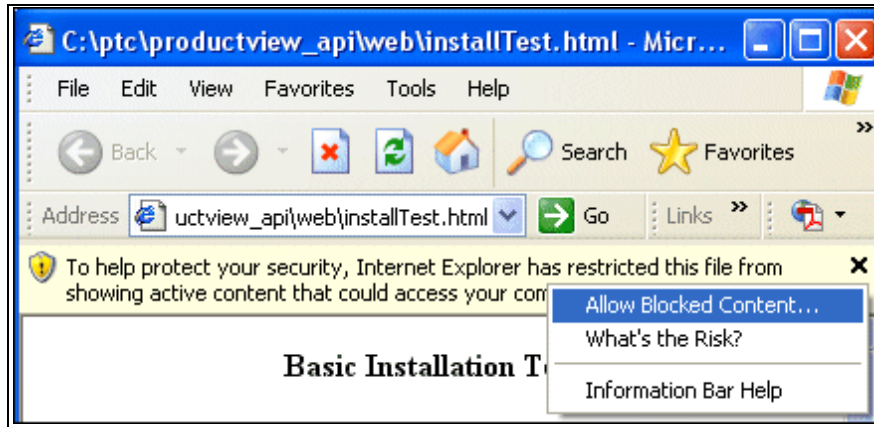 C:\ptc\productview_api\web\installTest.html - Micr...
File Edit View Favorites Tools Help
Back Search Favorites »
Address uctview_api\web\installTest.html Go Links »
To help protect your security, Internet Explorer has restricted this file from
showing active content that could access your com
Allow Blocked Content...
What's the Risk?
Basic Installation T
Information Bar Help